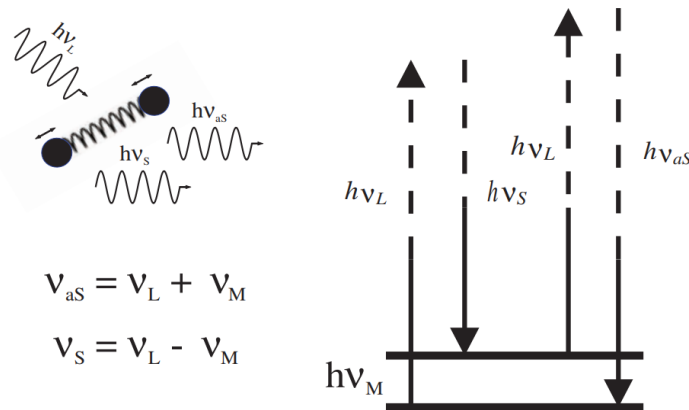 hν_L
hν_aS
hν_S
ν_aS = ν_L + ν_M
ν_S = ν_L - ν_M
hν_L
hν_S
hν_L
hν_aS
hν_M